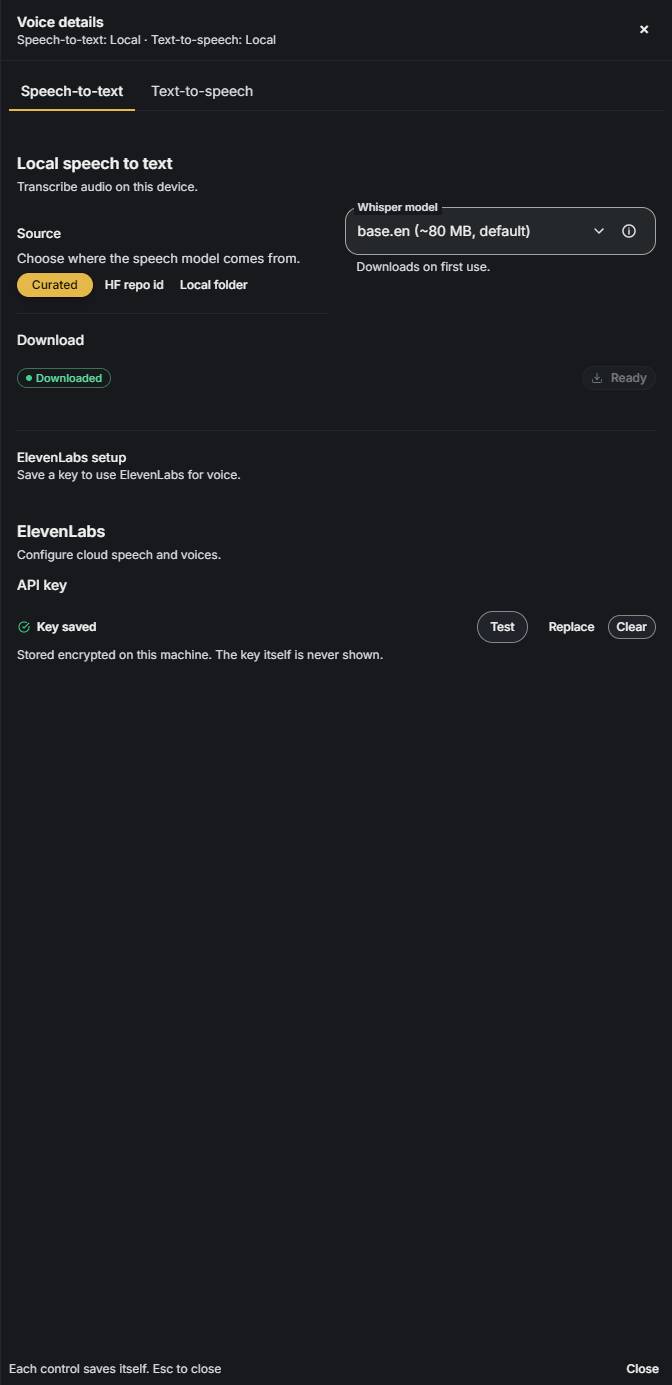 Voice details
Speech-to-text: Local · Text-to-speech: Local
Speech-to-text
Text-to-speech
Local speech to text
Transcribe audio on this device.
Source
Choose where the speech model comes from.
Curated
HF repo id
Local folder
Whisper model
base.en (~80 MB, default)
Downloads on first use.
Download
Downloaded
Ready
ElevenLabs setup
Save a key to use ElevenLabs for voice.
ElevenLabs
Configure cloud speech and voices.
API key
Key saved
Test
Replace
Clear
Stored encrypted on this machine. The key itself is never shown.
Each control saves itself. Esc to close
Close